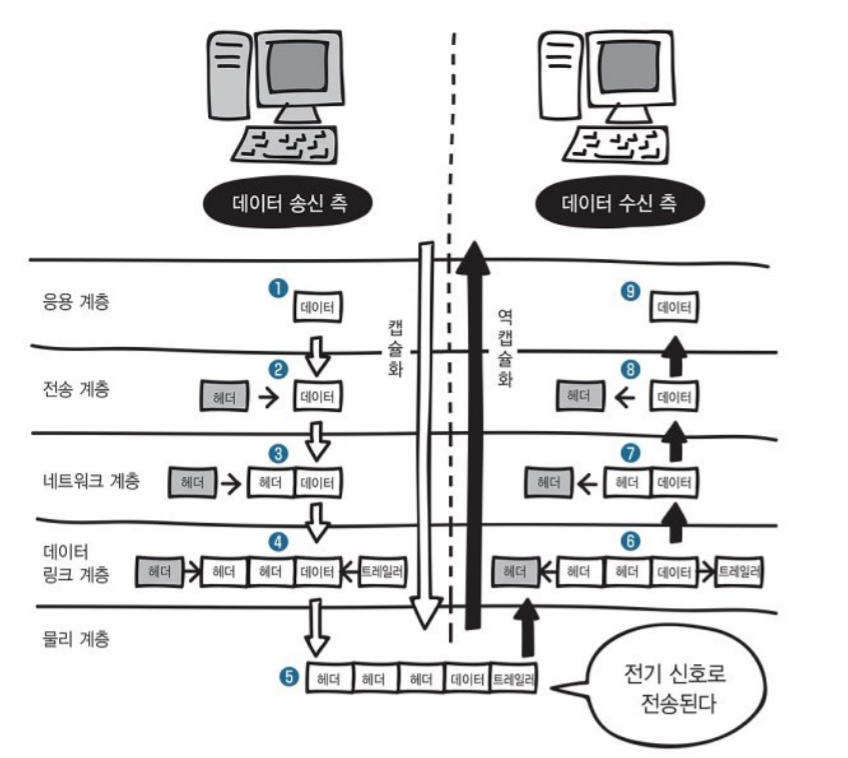 데이터 송신 측
데이터 수신 측
응용 계층
1
데이터
캡슐화
역캡슐화
9
데이터
전송 계층
2
헤더
데이터
8
헤더
데이터
네트워크 계층
3
헤더
헤더
데이터
7
헤더
헤더
데이터
데이터
링크 계층
4
헤더
헤더
헤더
데이터
트레일러
6
헤더
헤더
헤더
데이터
트레일러
물리 계층
5
헤더
헤더
헤더
데이터
트레일러
전기 신호로
전송된다